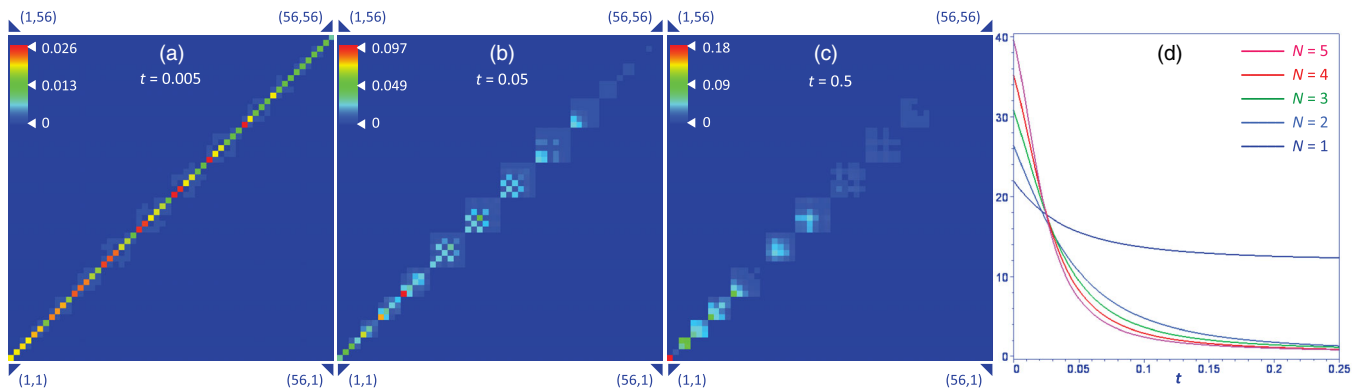 (1,56) (56,56) (1,56) (56,56) (1,56) (56,56)
(a) (b) (c) (d)
0.026 0.097 0.18 40 N = 5
t = 0.005 t = 0.05 t = 0.5 N = 4
0.013 0.049 0.09 N = 3
0 0 0 30 N = 2
N = 1
20
10
0
0 0.05 0.1 0.15 0.2 0.25
t
(1,1) (56,1) (1,1) (56,1) (1,1) (56,1)